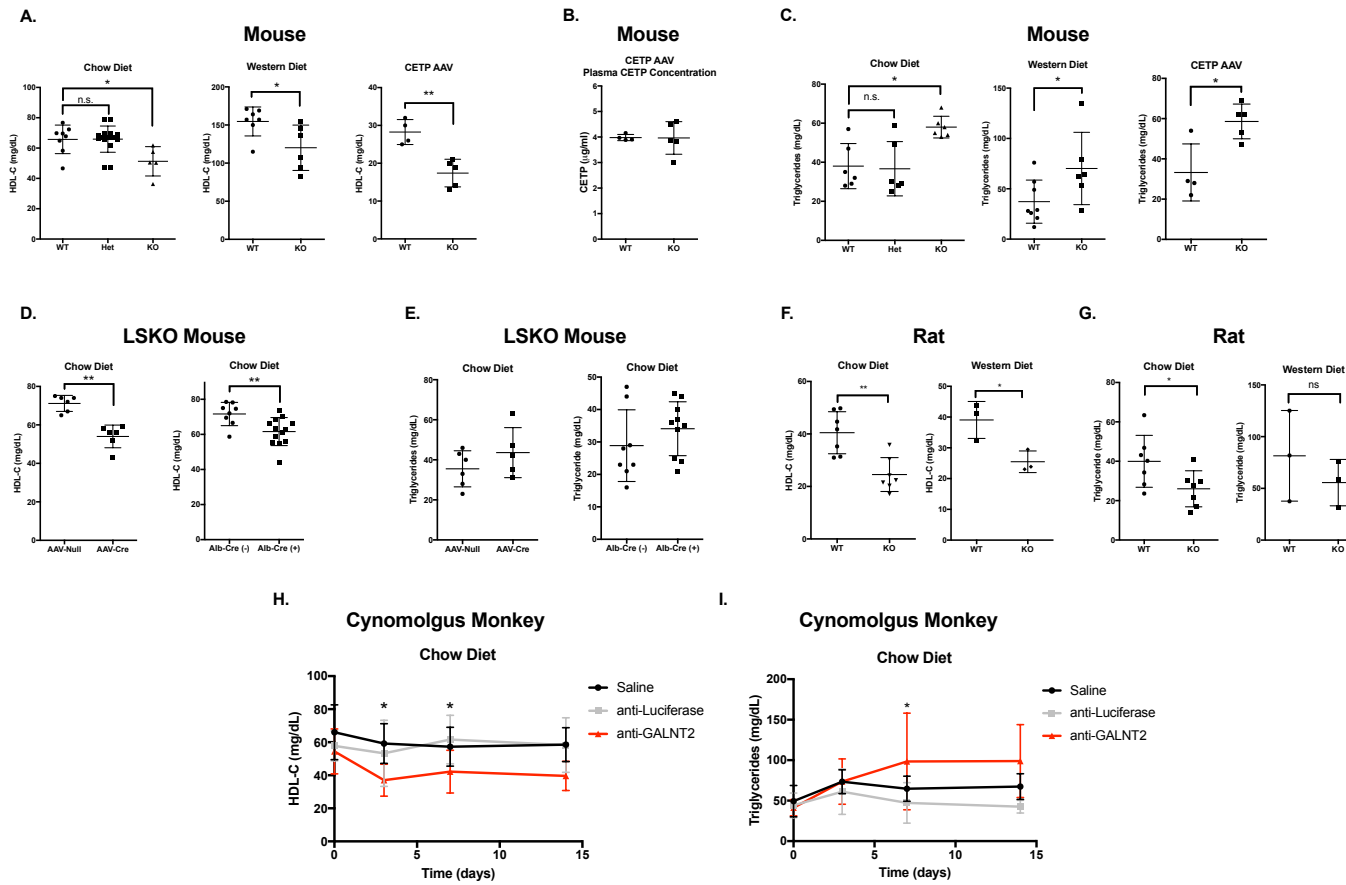 A.
Mouse
Chow Diet
HDL-C (mg/dL)
100
80
60
40
20
0
*
n.s.
WT Het KO
Western Diet
HDL-C (mg/dL)
200
150
100
50
0
*
WT KO
CETP AAV
HDL-C (mg/dL)
40
30
20
10
0
**
WT KO
B.
Mouse
CETP AAV
Plasma CETP Concentration
CETP (µg/ml)
6
5
4
3
2
1
0
WT KO
C.
Mouse
Chow Diet
Triglycerides (mg/dL)
80
60
40
20
0
*
n.s.
WT Het KO
Western Diet
Triglycerides (mg/dL)
150
100
50
0
*
WT KO
CETP AAV
Triglycerides (mg/dL)
80
60
40
20
0
*
WT KO
D.
LSKO Mouse
Chow Diet
HDL-C (mg/dL)
80
60
40
20
0
**
AAV-Null AAV-Cre
Chow Diet
HDL-C (mg/dL)
80
60
40
20
0
**
Alb-Cre (-) Alb-Cre (+)
E.
LSKO Mouse
Chow Diet
Triglycerides (mg/dL)
80
60
40
20
0
AAV-Null AAV-Cre
Chow Diet
Triglycerides (mg/dL)
50
40
30
20
10
0
Alb-Cre (-) Alb-Cre (+)
F.
Rat
Chow Diet
HDL-C (mg/dL)
60
40
20
0
**
WT KO
Western Diet
HDL-C (mg/dL)
50
40
30
20
10
0
*
WT KO
G.
Rat
Chow Diet
Triglyceride (mg/dL)
80
60
40
20
0
*
WT KO
Western Diet
Triglyceride (mg/dL)
150
100
50
0
ns
WT KO
H.
Cynomolgus Monkey
Chow Diet
HDL-C (mg/dL)
100
80
60
40
20
0
* *
0 5 10 15
Time (days)
Saline
anti-Luciferase
anti-GALNT2
I.
Cynomolgus Monkey
Chow Diet
Triglycerides (mg/dL)
200
150
100
50
0
*
0 5 10 15
Time (days)
Saline
anti-Luciferase
anti-GALNT2